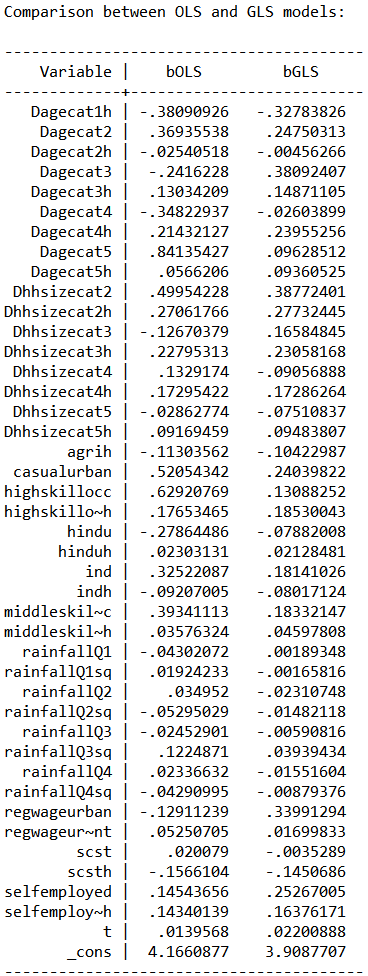 Comparison between OLS and GLS models:
----------------------------------------
Variable | bOLS bGLS
-------------+--------------------------
Dagecat1h | -.38090926 -.32783826
Dagecat2 | .36935538 .24750313
Dagecat2h | -.02540518 -.00456266
Dagecat3 | -.2416228 .38092407
Dagecat3h | .13034209 .14871105
Dagecat4 | -.34822937 -.02603899
Dagecat4h | .21432127 .23955256
Dagecat5 | .84135427 .09628512
Dagecat5h | .0566206 .09360525
Dhhsizecat2 | .49954228 .38772401
Dhhsizecat2h | .27061766 .27732445
Dhhsizecat3 | -.12670379 .16584845
Dhhsizecat3h | .22795313 .23058168
Dhhsizecat4 | .1329174 -.09056888
Dhhsizecat4h | .17295422 .17286264
Dhhsizecat5 | -.02862774 -.07510837
Dhhsizecat5h | .09169459 .09483807
agrih | -.11303562 -.10422987
casualurban | .52054342 .24039822
highskillocc | .62920769 .13088252
highskillo~h | .17653465 .18530043
hindu | -.27864486 -.07882008
hinduh | .02303131 .02128481
ind | .32522087 .18141026
indh | -.09207005 -.08017124
middleskil~c | .39341113 .18332147
middleskil~h | .03576324 .04597808
rainfallQ1 | -.04302072 .00189348
rainfallQ1sq | .01924233 -.00165816
rainfallQ2 | .034952 -.02310748
rainfallQ2sq | -.05295029 -.01482118
rainfallQ3 | -.02452901 -.00590816
rainfallQ3sq | .1224871 .03939434
rainfallQ4 | .02336632 -.01551604
rainfallQ4sq | -.04290995 -.00879376
regwageurban | -.12911239 .33991294
regwageur~nt | .05250705 .01699833
scst | .020079 -.0035289
scsth | -.1566104 -.1450686
selfemployed | .14543656 .25267005
selfemploy~h | .14340139 .16376171
t | .0139568 .02200888
_cons | 4.1660877 3.9087707
----------------------------------------